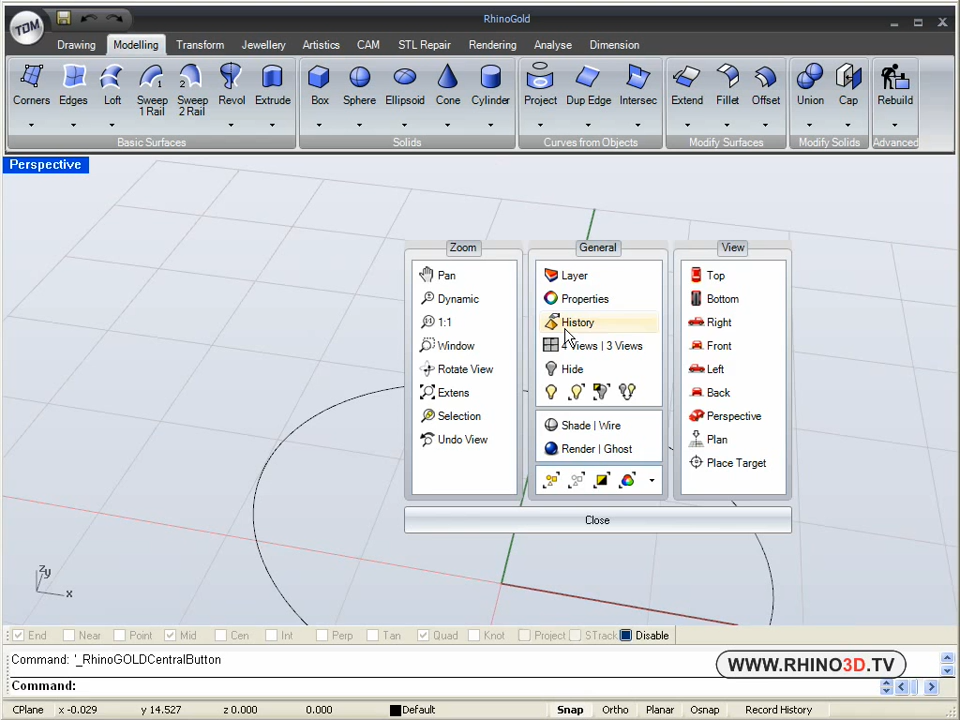 RhinoGold
TDM
Drawing Modelling Transform Jewellery Artistics CAM STL Repair Rendering Analyse Dimension
Corners Edges Loft Sweep 1 Rail Sweep 2 Rail Revol Extrude Box Sphere Ellipsoid Cone Cylinder Project Dup Edge Intersec Extend Fillet Offset Union Cap Rebuild
Basic Surfaces Solids Curves from Objects Modify Surfaces Modify Solids Advanced
Perspective
Zoom
Pan
Dynamic
1:1
Window
Rotate View
Extens
Selection
Undo View
General
Layer
Properties
History
4 Views | 3 Views
Hide
Shade | Wire
Render | Ghost
View
Top
Bottom
Right
Front
Left
Back
Perspective
Plan
Place Target
Close
z y x
End Near Point Mid Cen Int Perp Tan Quad Knot Project STrack Disable
Command: '_RhinoGOLDCentralButton
WWW.RHINO3D.TV
Command:
CPlane x -0.029 y 14.527 z 0.000 0.000 Default Snap Ortho Planar Osnap Record History